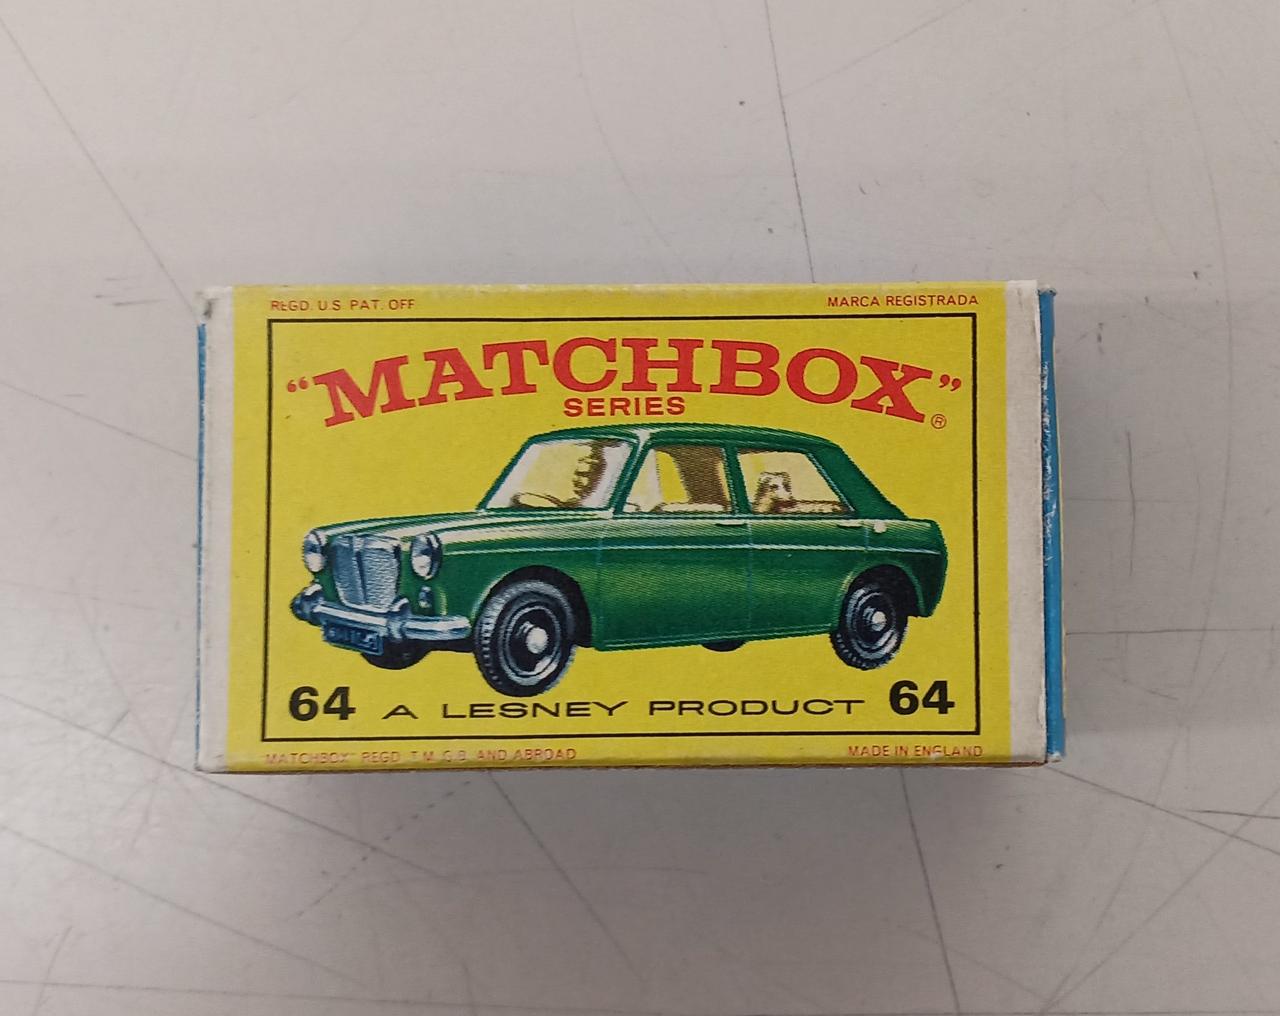 REGD. U.S. PAT. OFF MARCA REGISTRADA
"MATCHBOX"®
SERIES
64 A LESNEY PRODUCT 64
MATCHBOX" REGD. T.M. G.B. AND ABROAD MADE IN ENGLAND